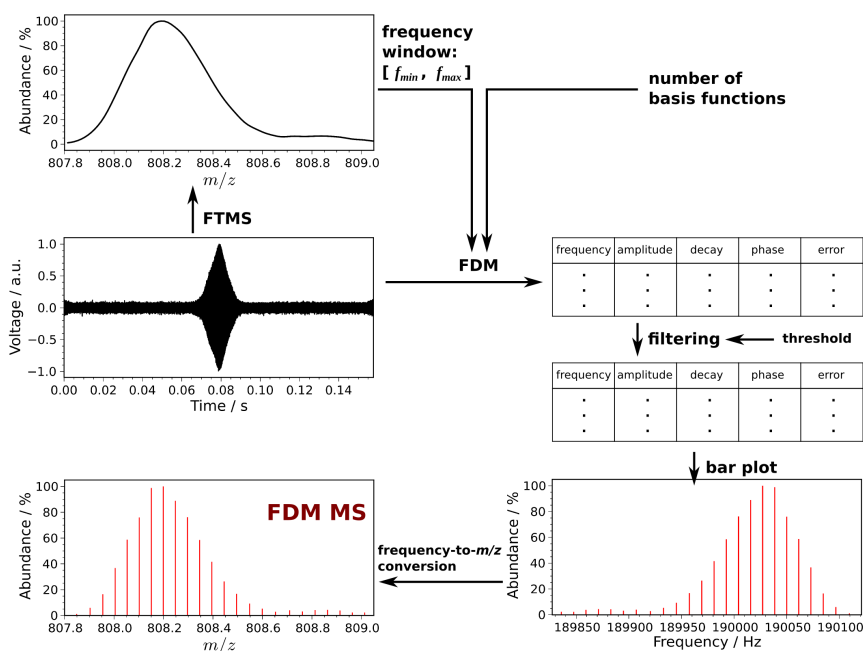 100
80
60
40
20
0
Abundance / %
807.8 808.0 808.2 808.4 808.6 808.8 809.0
m/z
frequency
window:
[ f_min , f_max ]
number of
basis functions
FTMS
1.0
0.5
0.0
−0.5
−1.0
Voltage / a.u.
0.00 0.02 0.04 0.06 0.08 0.10 0.12 0.14
Time / s
FDM
frequency amplitude decay phase error
filtering
threshold
frequency amplitude decay phase error
bar plot
100
80
60
40
20
0
Abundance / %
189850 189900 189950 190000 190050 190100
Frequency / Hz
frequency-to-m/z
conversion
FDM MS
100
80
60
40
20
0
Abundance / %
807.8 808.0 808.2 808.4 808.6 808.8 809.0
m/z